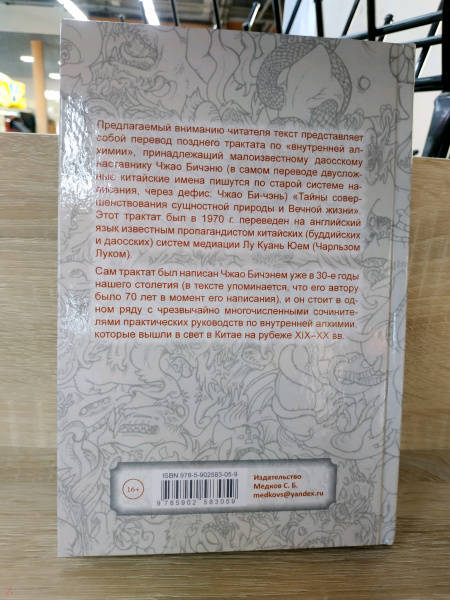 Предлагаемый вниманию читателя текст представляет
собой перевод позднего трактата по «внутренней ал-
химии», принадлежащий малоизвестному даосскому
наставнику Чжао Бичэню (в самом переводе двуслож-
ные китайские имена пишутся по старой системе на-
писания, через дефис: Чжао Би-чэнь) «Тайны совер-
шенствования сущностной природы и Вечной жизни».
Этот трактат был в 1970 г. переведен на английский
язык известным пропагандистом китайских (буддийских
и даосских) систем медиации Лу Куань Юем (Чарльзом
Луком).
Сам трактат был написан Чжао Бичэнем уже в 30-е годы
нашего столетия (в тексте упоминается, что его автору
было 70 лет в момент его написания), и он стоит в од-
ном ряду с чрезвычайно многочисленными сочините-
лями практических руководств по внутренней алхимии,
которые вышли в свет в Китае на рубеже XIX–XX вв.
16+
ISBN 978-5-902583-05-9
9 785902 583059
Издательство
Медков С. Б.
medkovs@yandex.ru